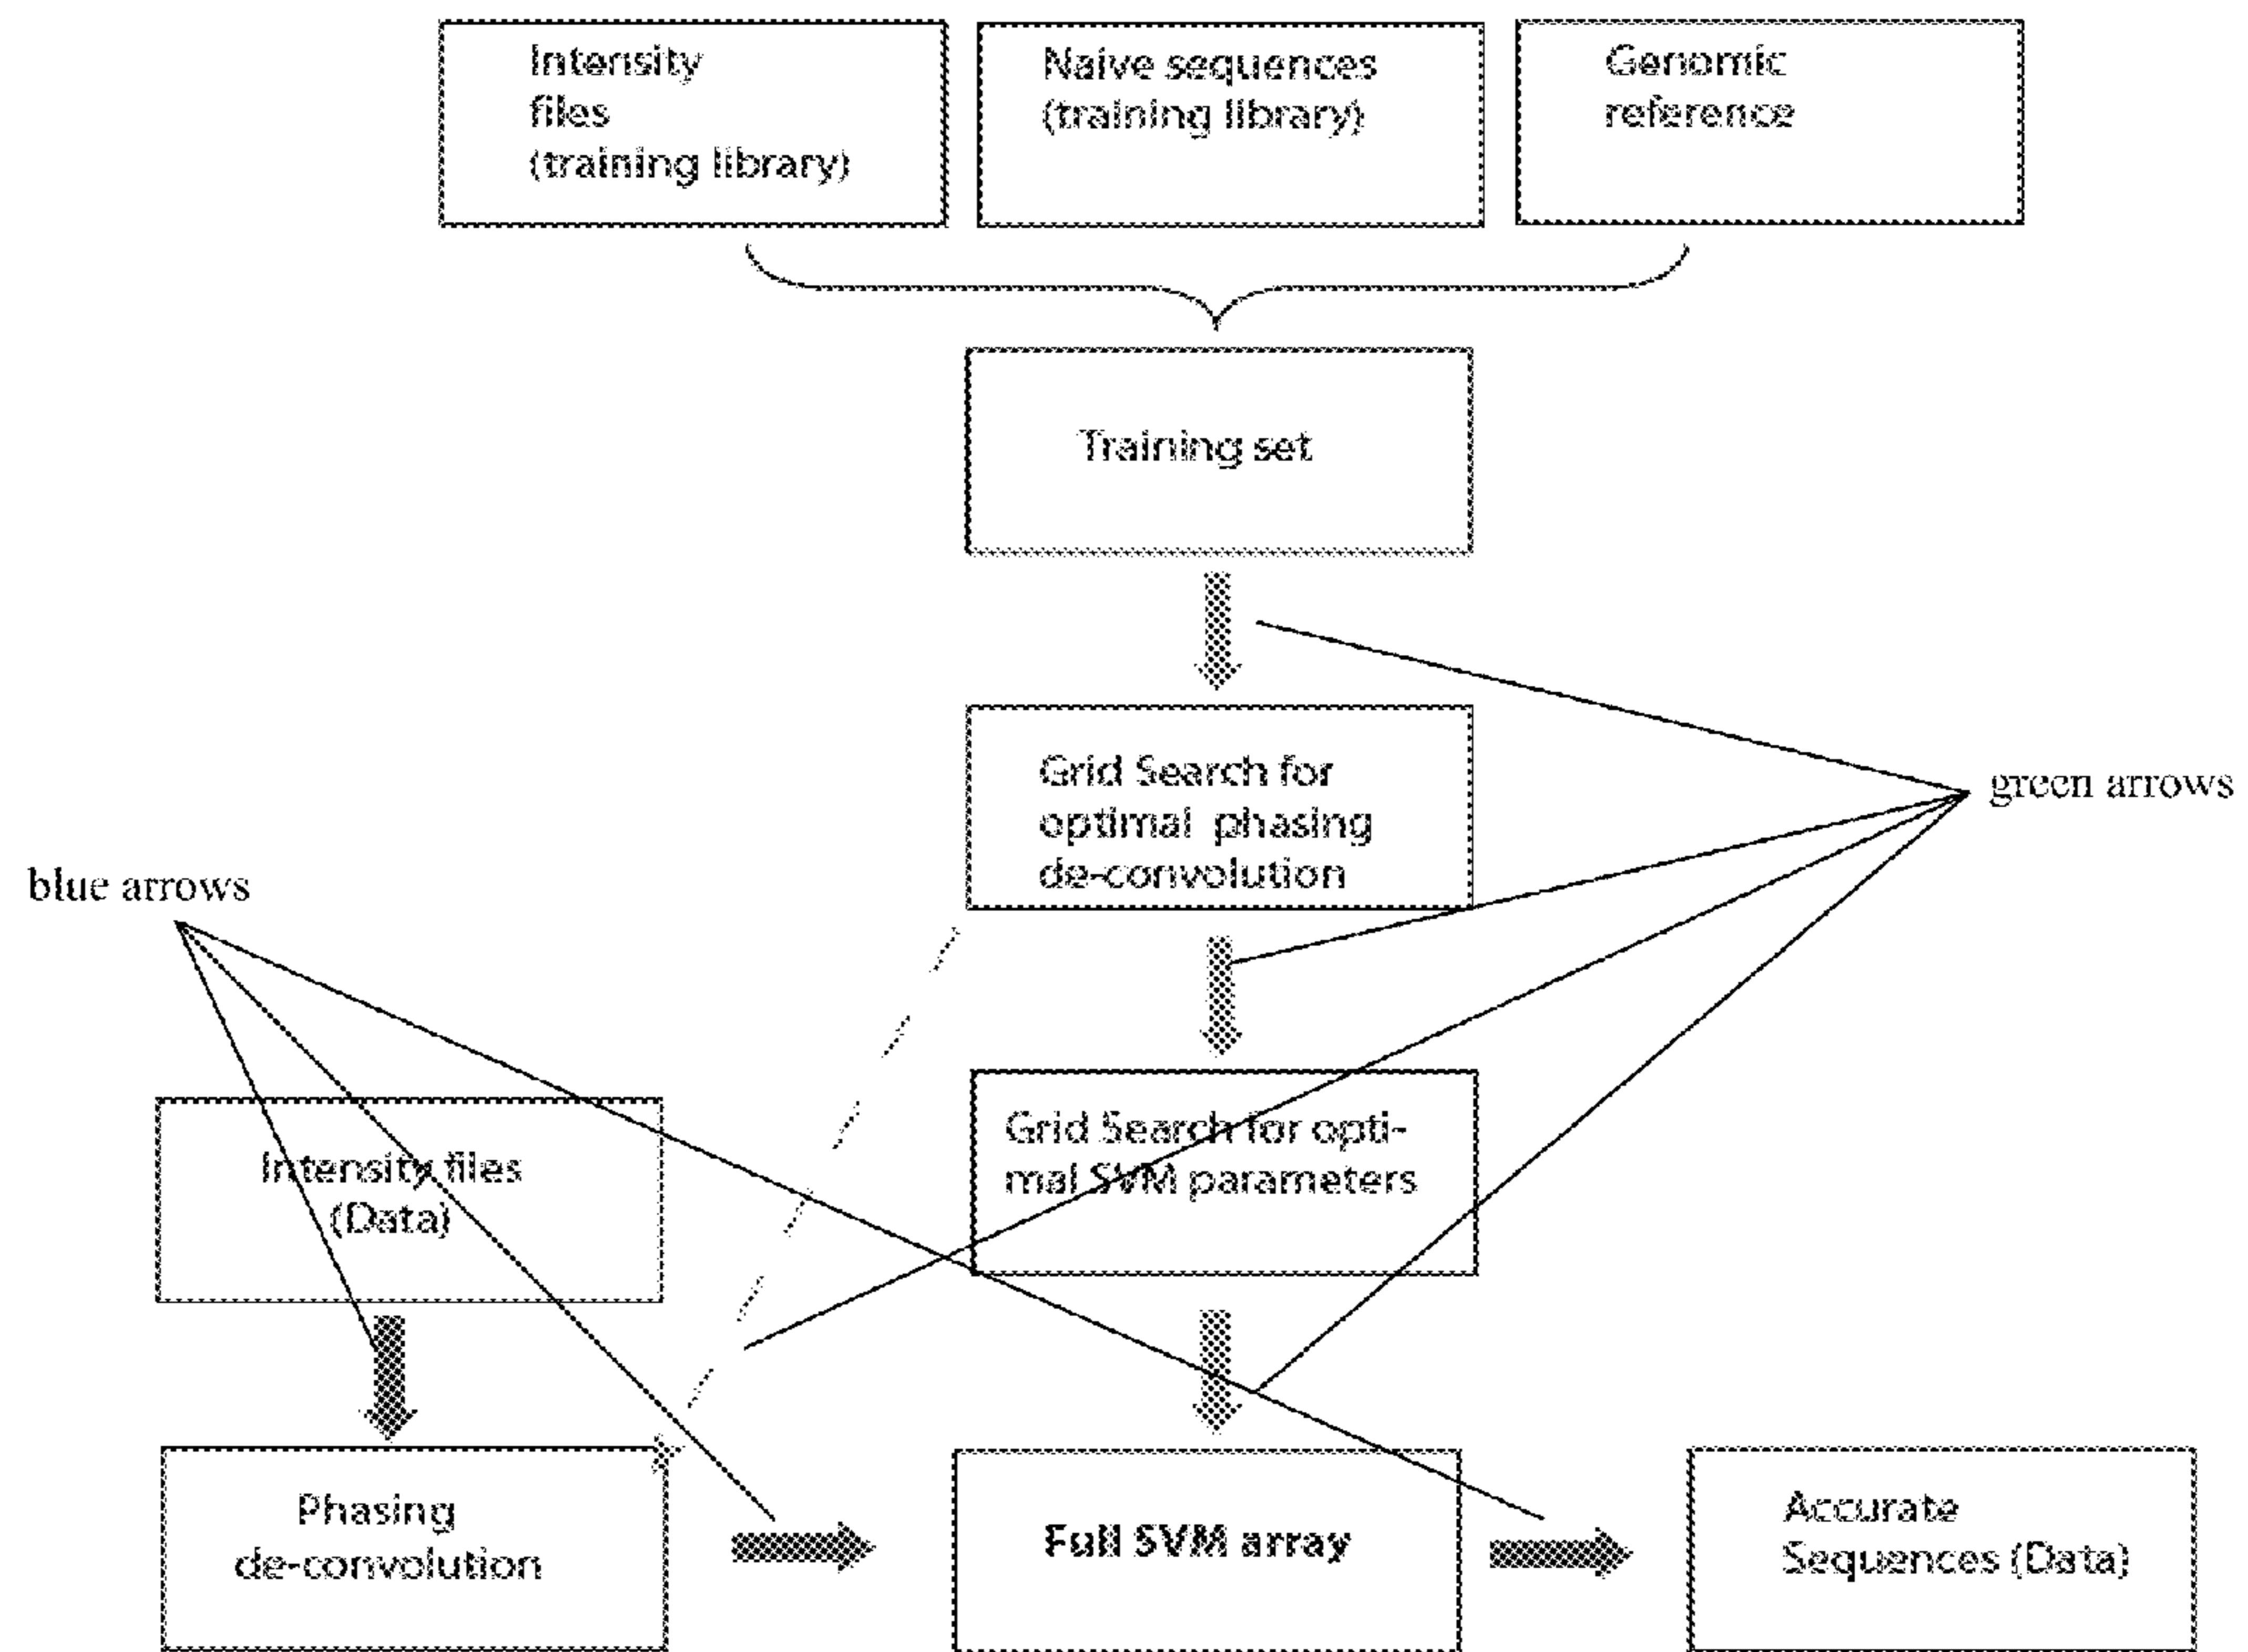 Intensity
files
(training library)
Naive sequences
(training library)
Genomic
reference
Training set
Grid Search for
optimal phasing
de-convolution
green arrows
blue arrows
Grid Search for opti-
mal SVM parameters
Intensity files
(Data)
Phasing
de-convolution
Full SVM array
Accurate
Sequences (Data)